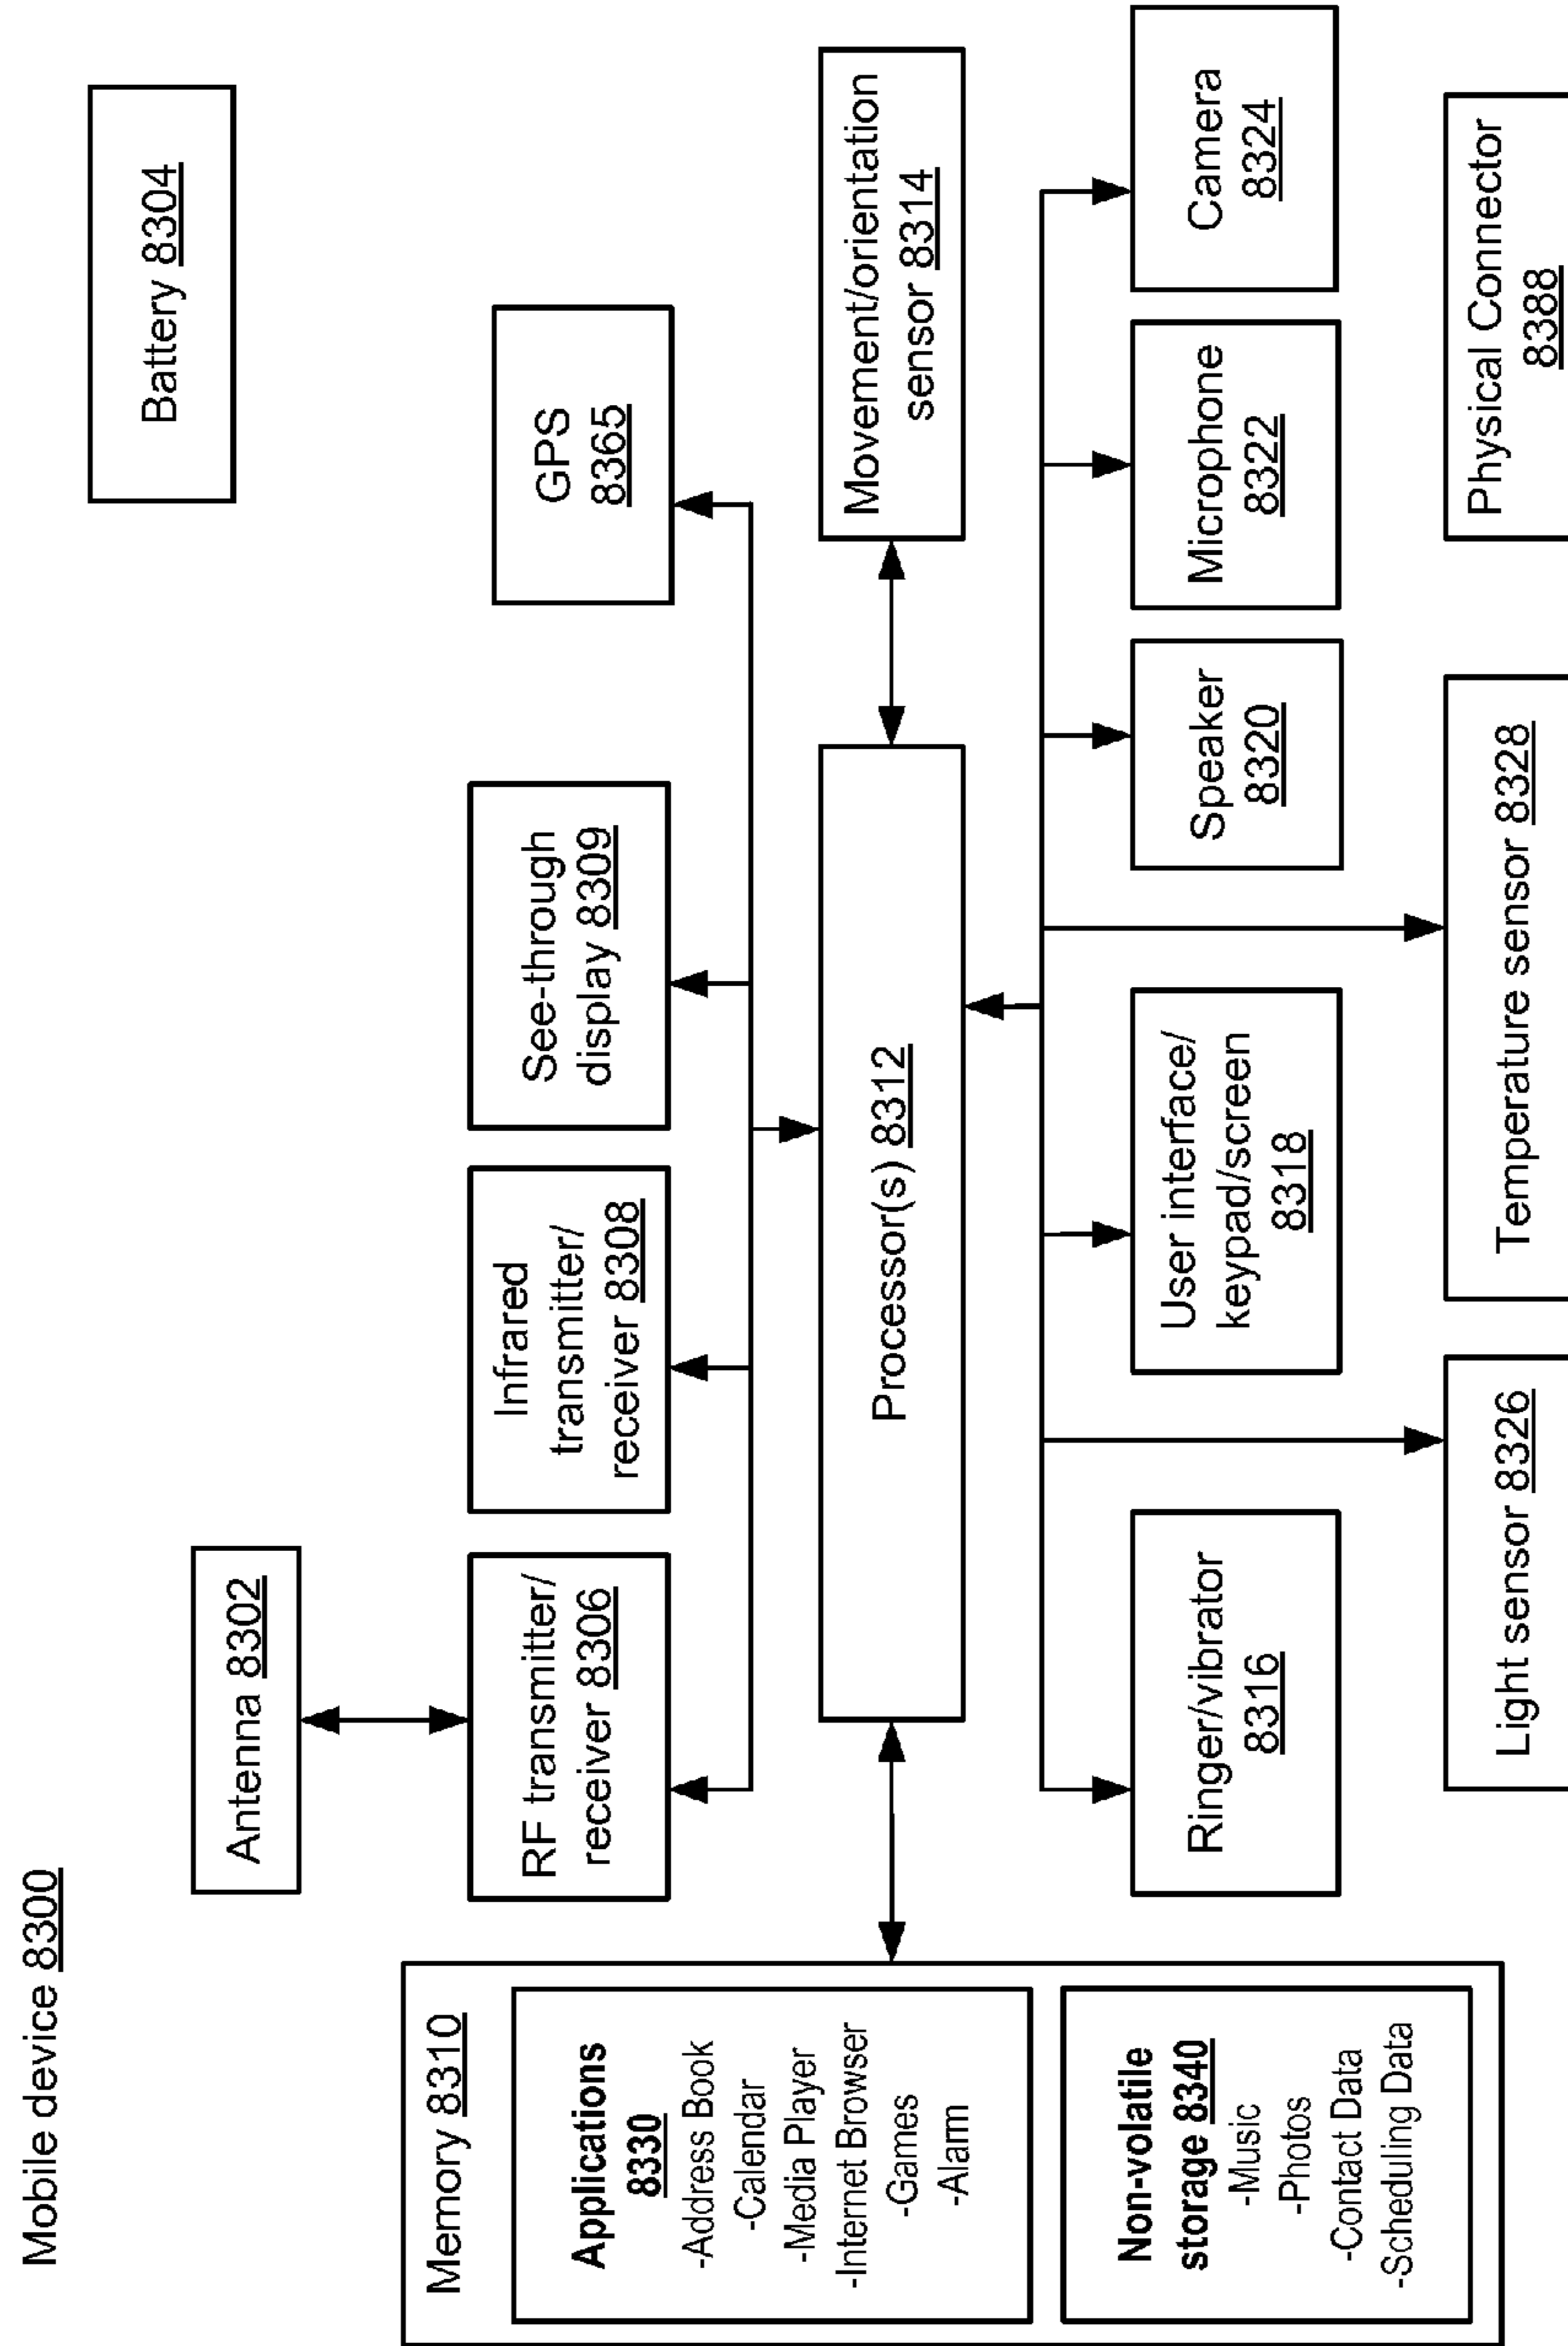 Mobile device 8300
Antenna 8302
Battery 8304
Memory 8310
Applications
8330
-Address Book
-Calendar
-Media Player
-Internet Browser
-Games
-Alarm
Non-volatile
storage 8340
-Music
-Photos
-Contact Data
-Scheduling Data
RF transmitter/
receiver 8306
Infrared
transmitter/
receiver 8308
See-through
display 8309
GPS
8365
Processor(s) 8312
Movement/orientation
sensor 8314
Ringer/vibrator
8316
User interface/
keypad/screen
8318
Speaker
8320
Microphone
8322
Camera
8324
Light sensor 8326
Temperature sensor 8328
Physical Connector
8388